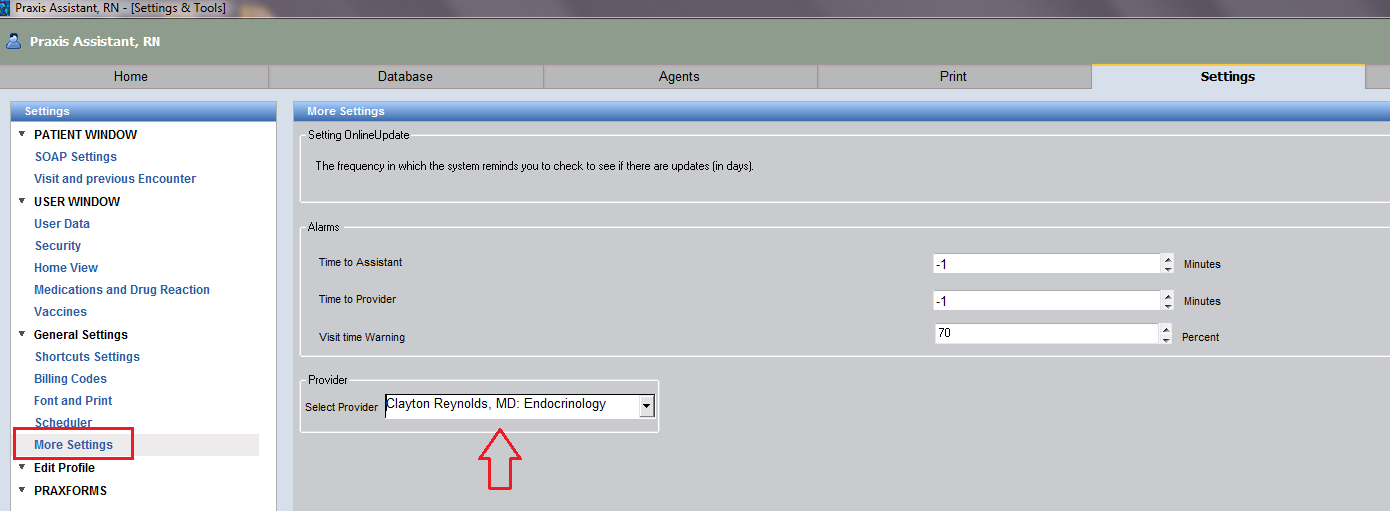 Praxis Assistant, RN - [Settings & Tools]
Praxis Assistant, RN
Home Database Agents Print Settings
Settings
PATIENT WINDOW
SOAP Settings
Visit and previous Encounter
USER WINDOW
User Data
Security
Home View
Medications and Drug Reaction
Vaccines
General Settings
Shortcuts Settings
Billing Codes
Font and Print
Scheduler
More Settings
Edit Profile
PRAXFORMS
More Settings
Setting OnlineUpdate
The frequency in which the system reminds you to check to see if there are updates (in days).
Alarms
Time to Assistant -1 Minutes
Time to Provider -1 Minutes
Visit time Warning 70 Percent
Provider
Select Provider Clayton Reynolds, MD: Endocrinology